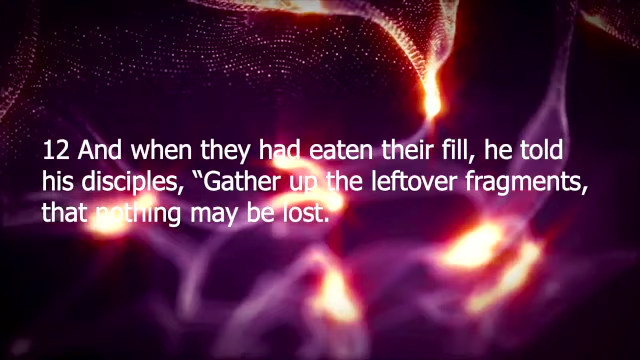 12 And when they had eaten their fill, he told
his disciples, “Gather up the leftover fragments,
that nothing may be lost.